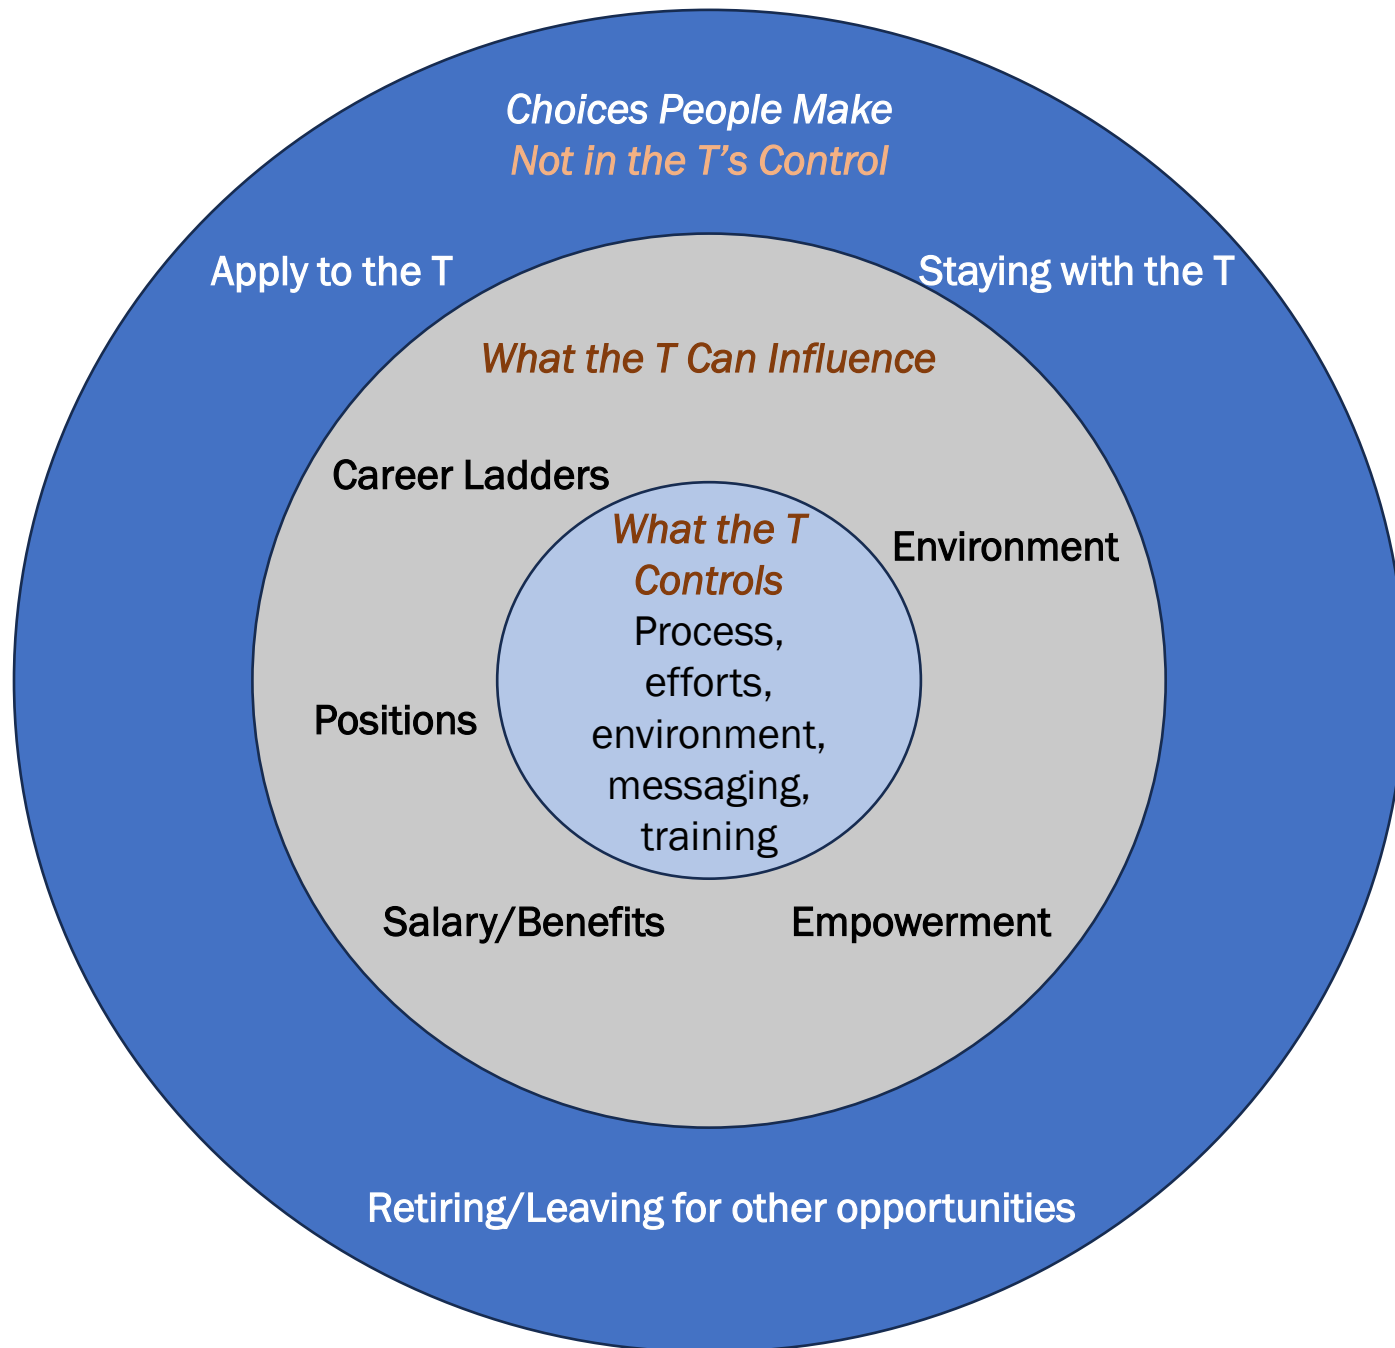 Choices People Make
Not in the T’s Control
Apply to the T
Staying with the T
What the T Can Influence
Career Ladders
What the T
Controls
Environment
Process,
efforts,
Positions
environment,
messaging,
training
Salary/Benefits
Empowerment
Retiring/Leaving for other opportunities